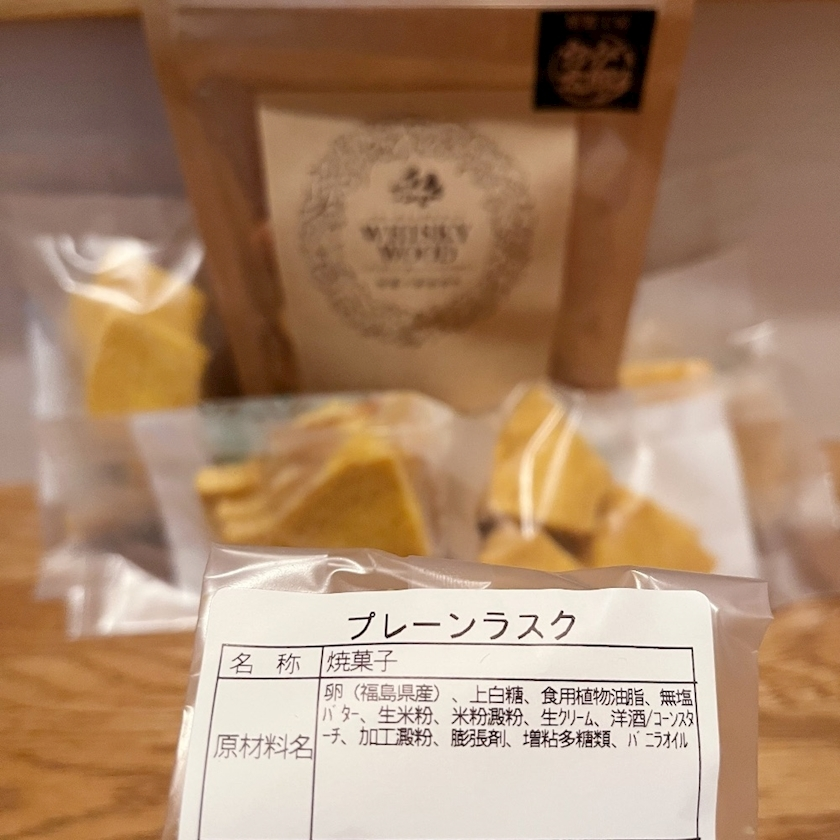 WHISKY
WOOD
プレーンラスク
名 称 焼菓子
原材料名
卵（福島県産）、上白糖、食用植物油脂、無塩
バター、生米粉、米粉澱粉、生クリーム、洋酒/コーンスタ
ーチ、加工澱粉、膨張剤、増粘多糖類、バニラオイル